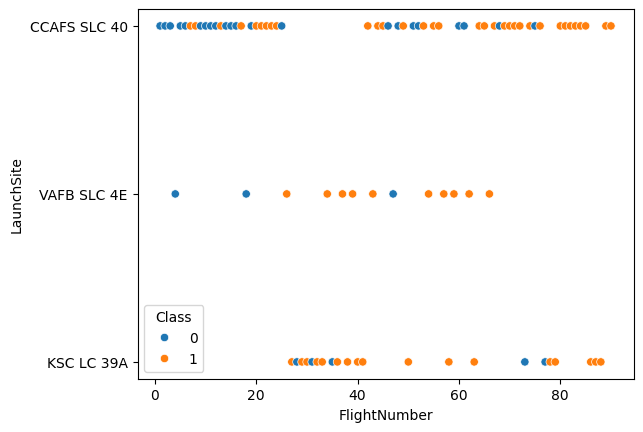 CCAFS SLC 40
VAFB SLC 4E
KSC LC 39A
LaunchSite
Class
0
1
0 20 40 60 80
FlightNumber